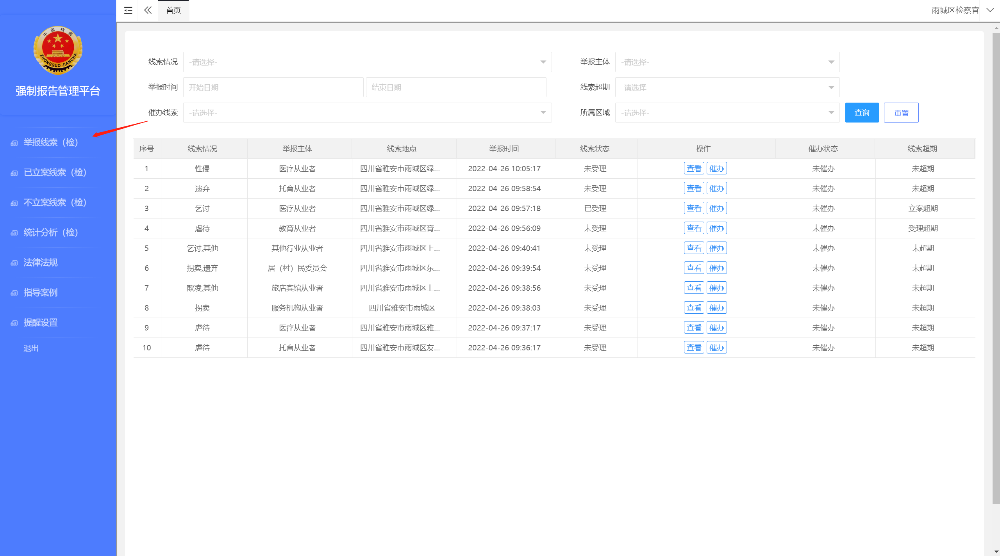 首页
雨城区检察官
中国检察
ZHONGGUO JIANCHA
强制报告管理平台
举报线索（检）
已立案线索（检）
不立案线索（检）
统计分析（检）
法律法规
指导案例
提醒设置
退出
线索情况 -请选择- 举报主体 -请选择-
举报时间 开始日期 结束日期 线索超期 -请选择-
催办线索 -请选择- 所属区域 -请选择- 查询 重置
序号 线索情况 举报主体 线索地点 举报时间 线索状态 操作 催办状态 线索超期
1 性侵 医疗从业者 四川省雅安市雨城区绿... 2022-04-26 10:05:17 未受理 查看 催办 未催办 未超期
2 遗弃 托育从业者 四川省雅安市雨城区绿... 2022-04-26 09:58:54 未受理 查看 催办 未催办 未超期
3 乞讨 医疗从业者 四川省雅安市雨城区绿... 2022-04-26 09:57:18 已受理 查看 催办 未催办 立案超期
4 虐待 教育从业者 四川省雅安市雨城区育... 2022-04-26 09:56:09 未受理 查看 催办 未催办 受理超期
5 乞讨,其他 其他行业从业者 四川省雅安市雨城区上... 2022-04-26 09:40:41 未受理 查看 催办 未催办 未超期
6 拐卖,遗弃 居（村）民委员会 四川省雅安市雨城区东... 2022-04-26 09:39:54 未受理 查看 催办 未催办 未超期
7 欺凌,其他 旅店宾馆从业者 四川省雅安市雨城区上... 2022-04-26 09:38:56 未受理 查看 催办 未催办 未超期
8 拐卖 服务机构从业者 四川省雅安市雨城区 2022-04-26 09:38:03 未受理 查看 催办 未催办 未超期
9 虐待 医疗从业者 四川省雅安市雨城区雅... 2022-04-26 09:37:17 未受理 查看 催办 未催办 未超期
10 虐待 托育从业者 四川省雅安市雨城区友... 2022-04-26 09:36:17 未受理 查看 催办 未催办 未超期